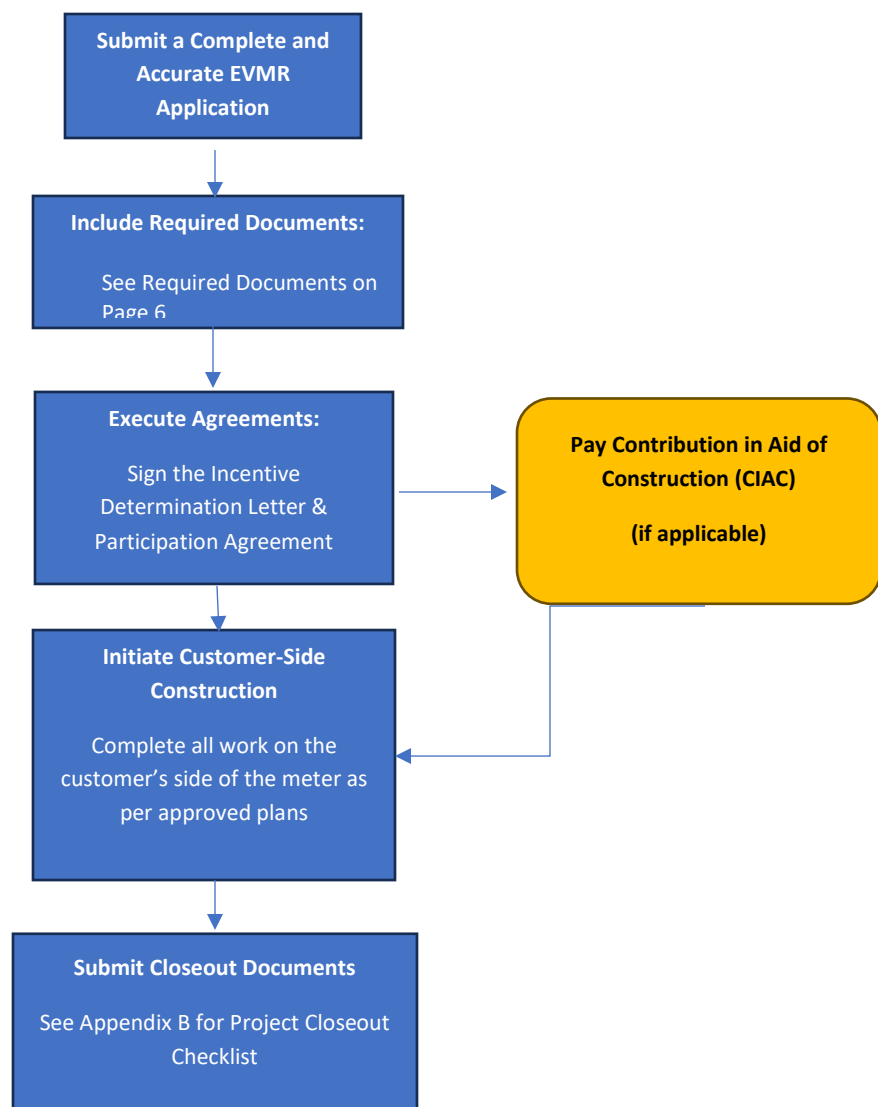 Submit a Complete and
Accurate EVMR
Application
Include Required Documents:
See Required Documents on
Page 6
Execute Agreements:
Sign the Incentive
Determination Letter &
Participation Agreement
Pay Contribution in Aid of
Construction (CIAC)
(if applicable)
Initiate Customer-Side
Construction
Complete all work on the
customer’s side of the meter as
per approved plans
Submit Closeout Documents
See Appendix B for Project Closeout
Checklist